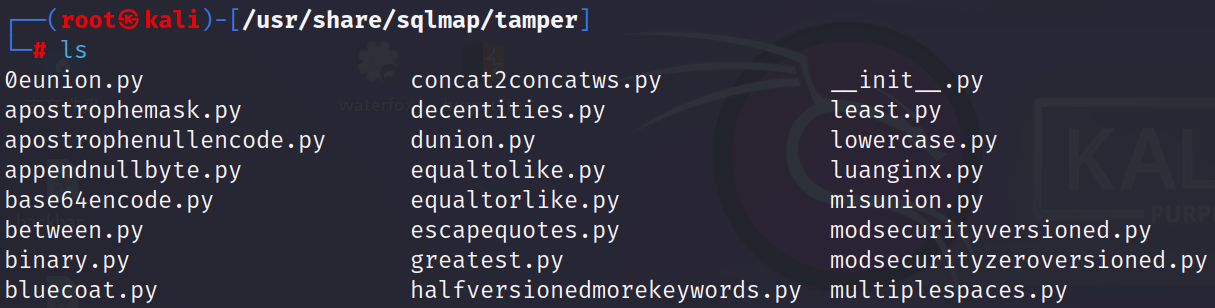 ┌──(root㉿kali)-[/usr/share/sqlmap/tamper]
└─# ls
0eunion.py concat2concatws.py __init__.py
apostrophemask.py decentities.py least.py
apostrophenullencode.py dunion.py lowercase.py
appendnullbyte.py equaltolike.py luanginx.py
base64encode.py equaltorlike.py misunion.py
between.py escapequotes.py modsecurityversioned.py
binary.py greatest.py modsecurityzeroversioned.py
bluecoat.py halfversionedmorekeywords.py multiplespaces.py